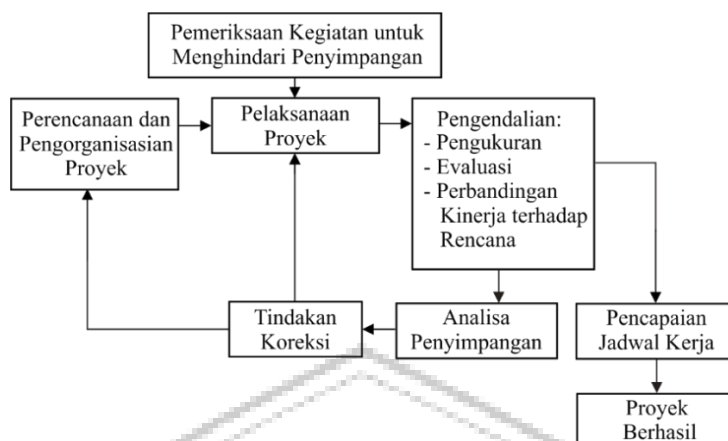 Pemeriksaan Kegiatan untuk
Menghindari Penyimpangan
Perencanaan dan
Pengorganisasian
Proyek
Pelaksanaan
Proyek
Pengendalian:
- Pengukuran
- Evaluasi
- Perbandingan
Kinerja terhadap
Rencana
Tindakan
Koreksi
Analisa
Penyimpangan
Pencapaian
Jadwal Kerja
Proyek
Berhasil